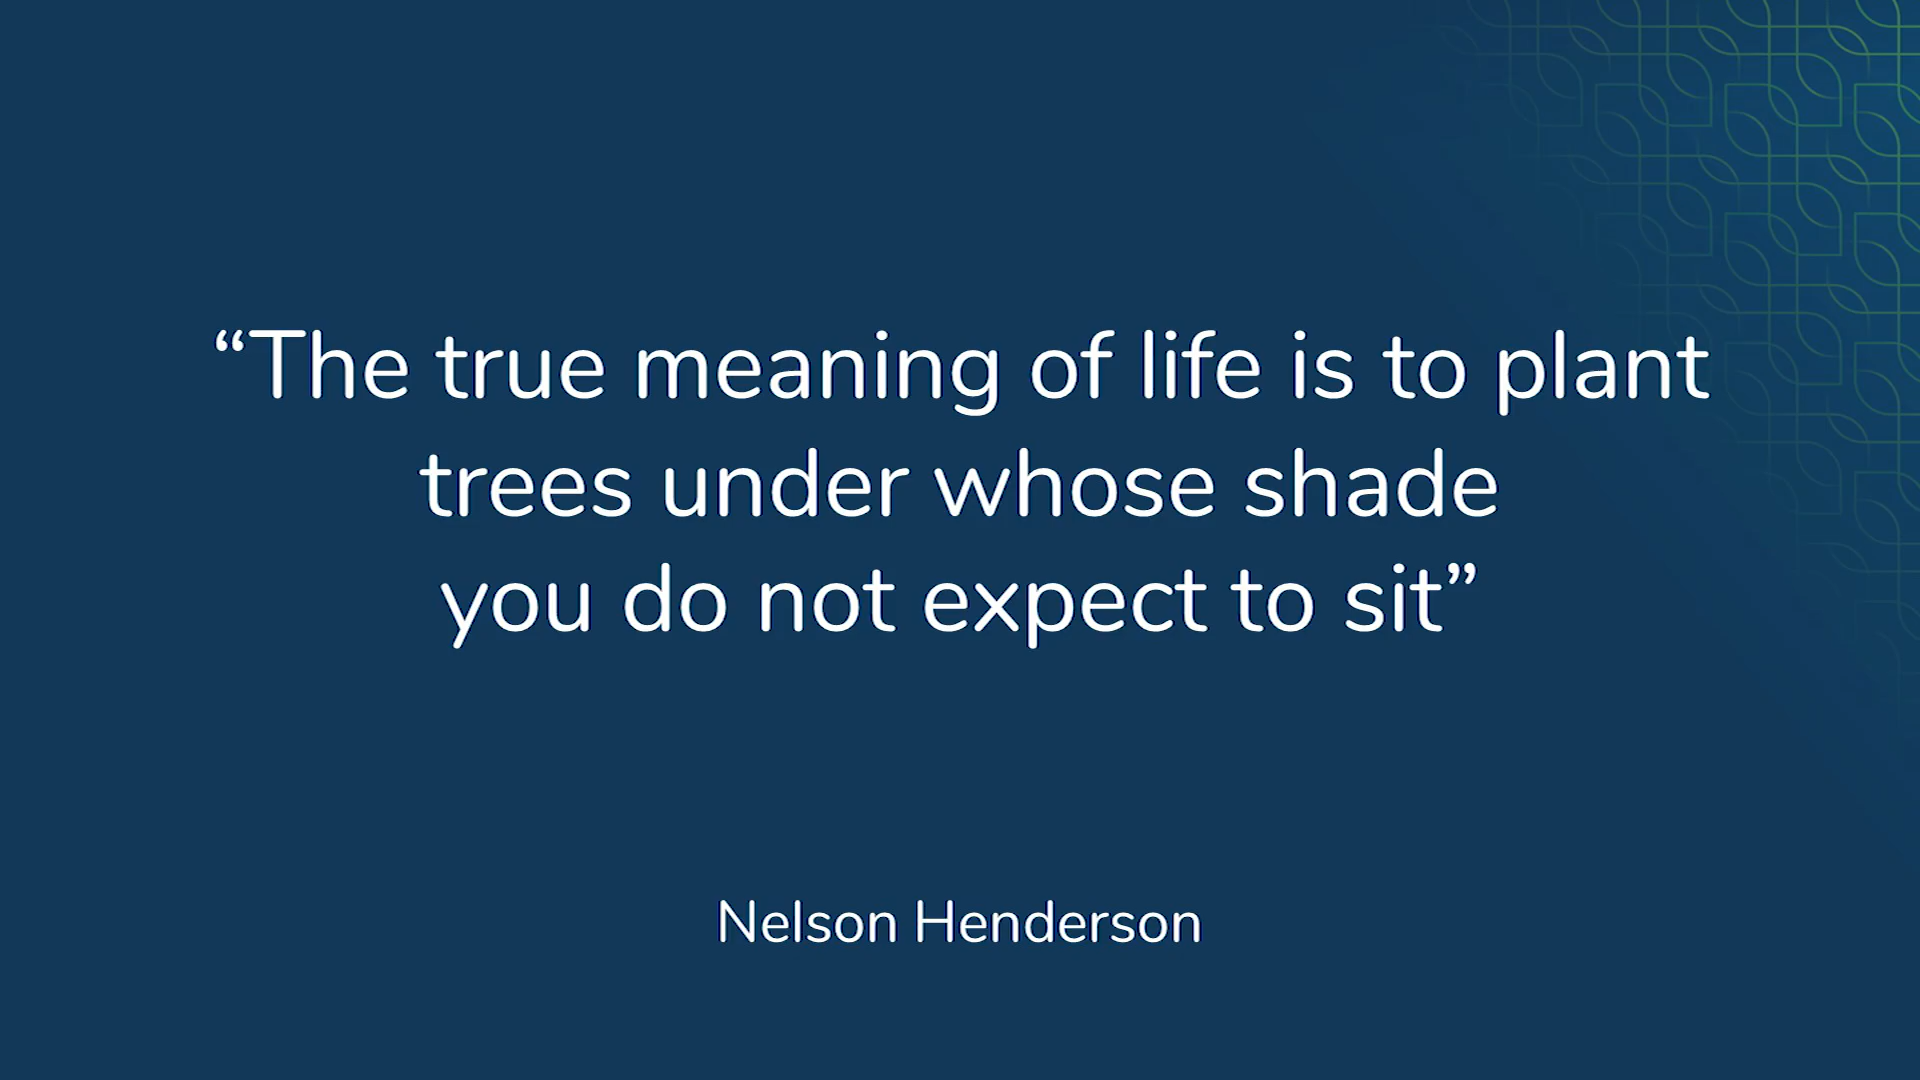 “The true meaning of life is to plant
trees under whose shade
you do not expect to sit”
Nelson Henderson